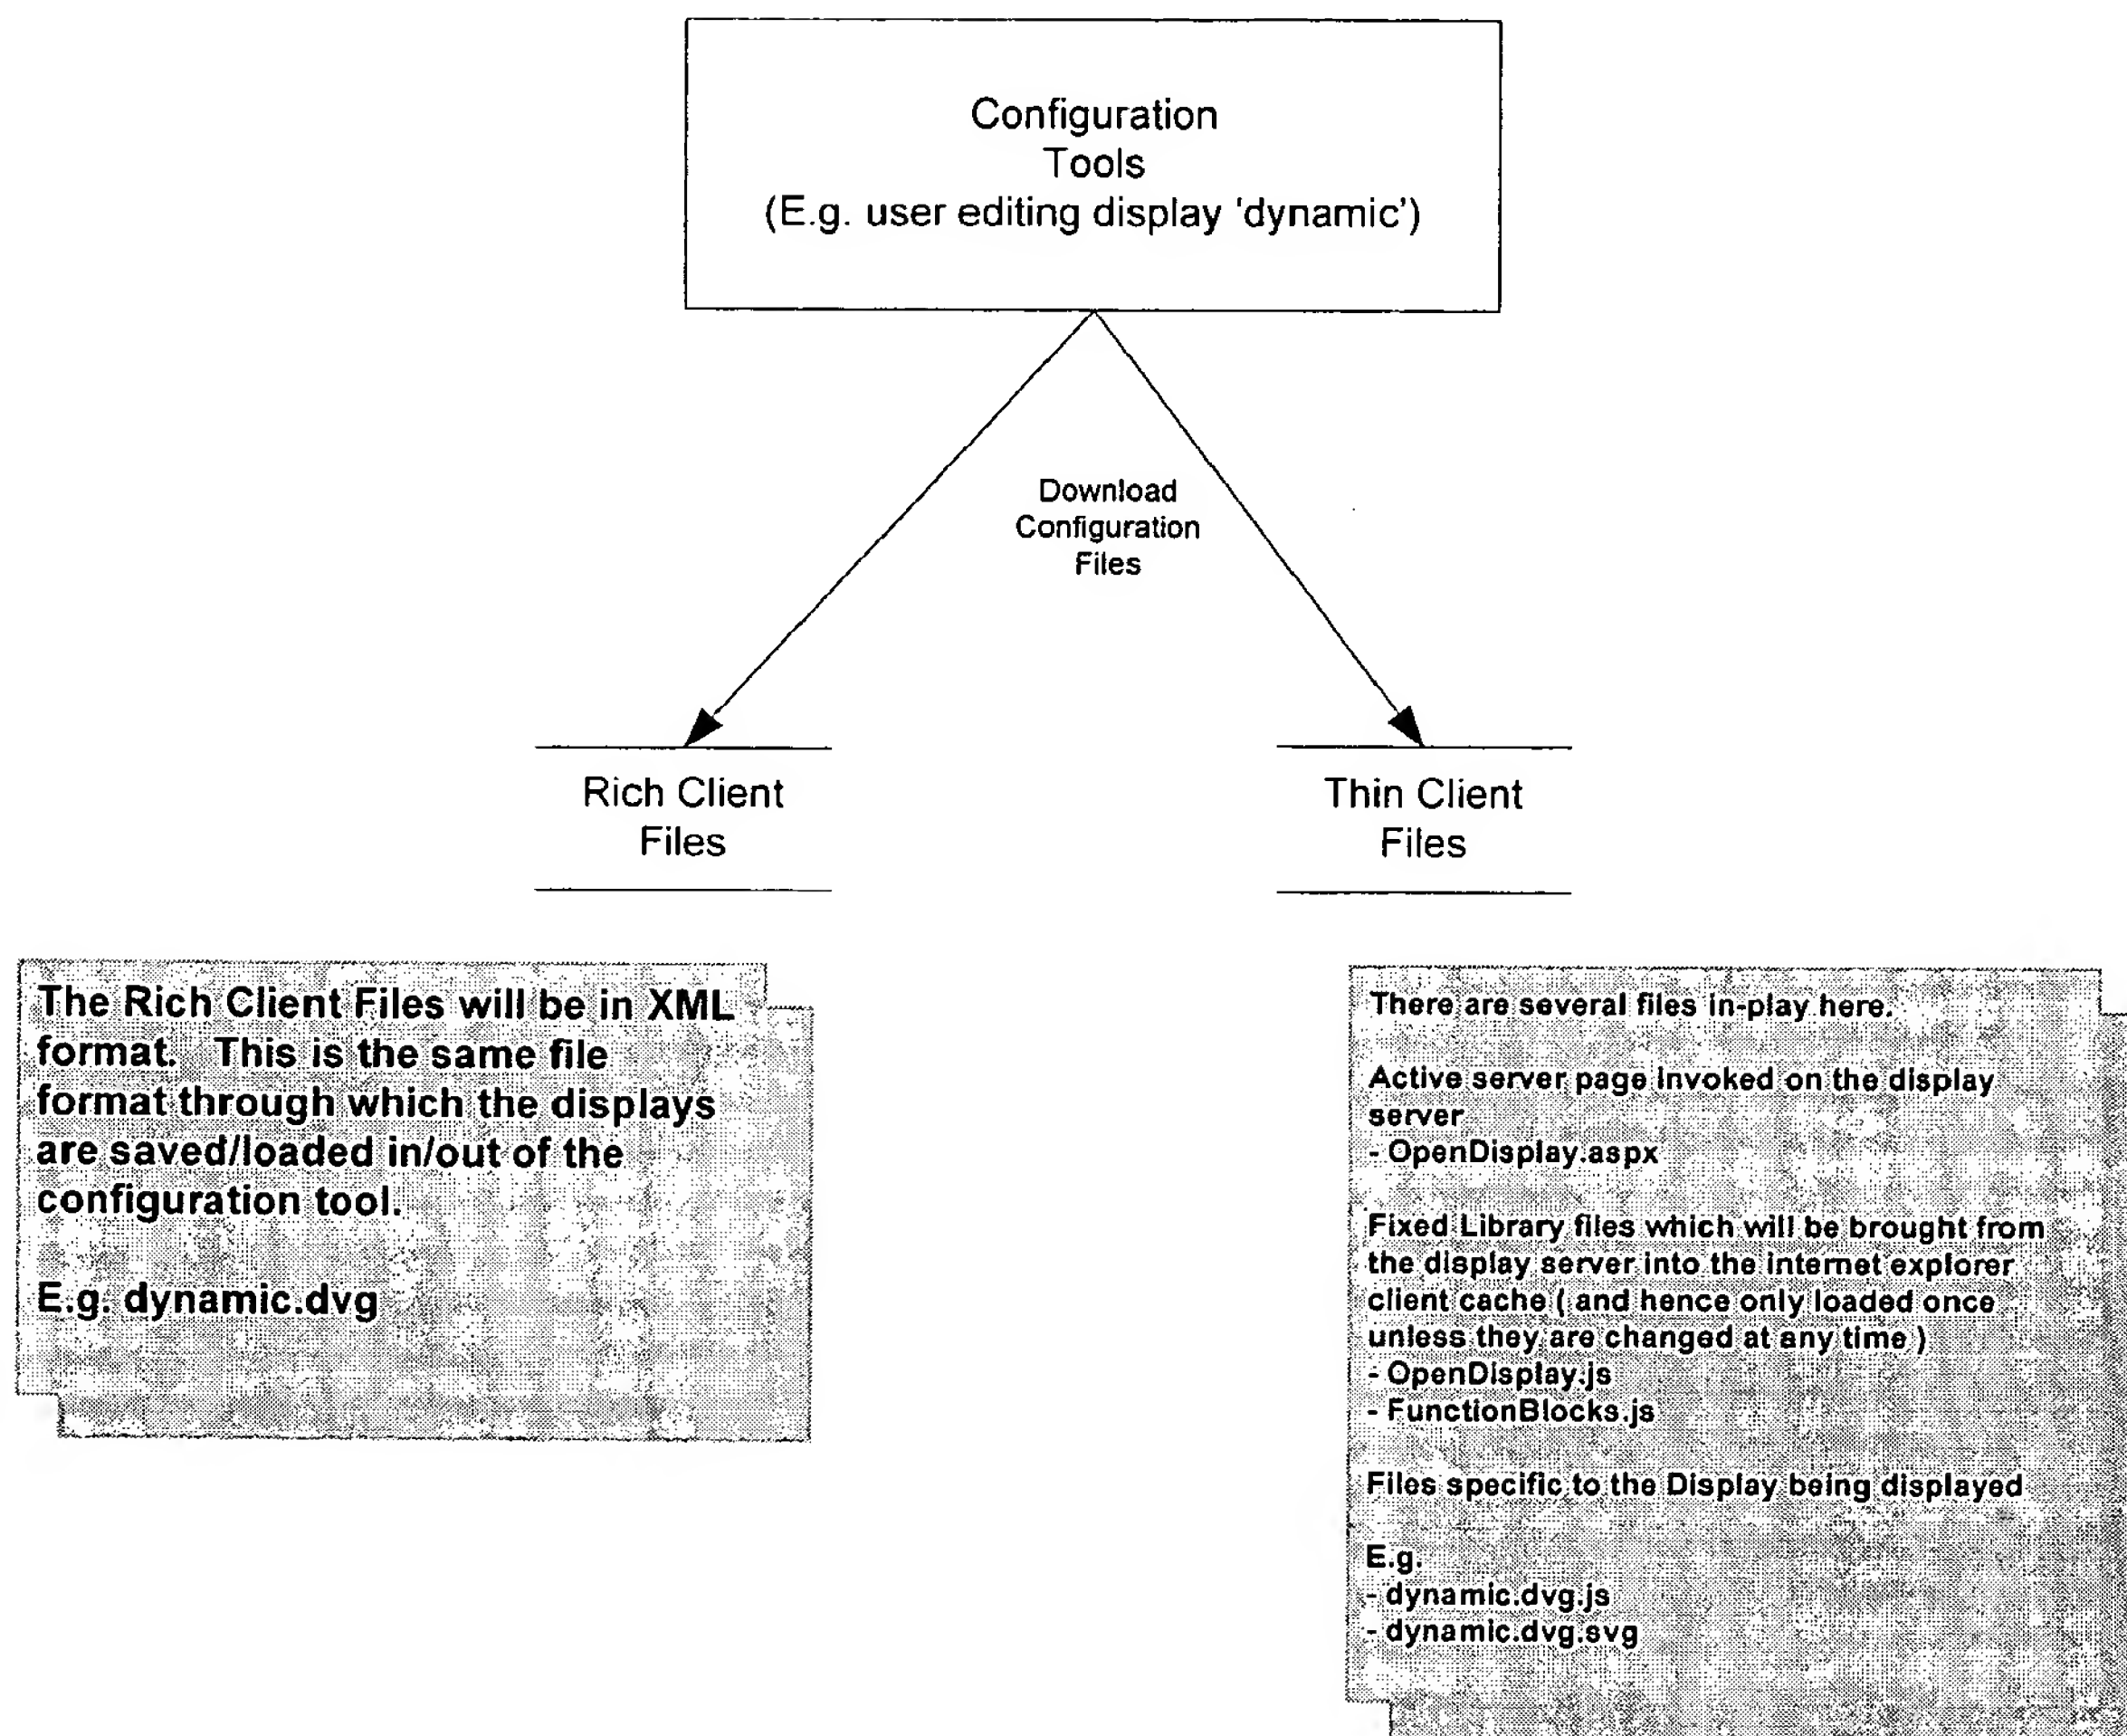 Configuration
Tools
(E.g. user editing display 'dynamic')
Download
Configuration
Files
Rich Client
Files
Thin Client
Files
The Rich Client Files will be in XML
format. This is the same file
format through which the displays
are saved/loaded in/out of the
configuration tool.
E.g. dynamic.dvg
There are several files in-play here.
Active server page invoked on the display
server
- OpenDisplay.aspx
Fixed Library files which will be brought from
the display server into the internet explorer
client cache ( and hence only loaded once
unless they are changed at any time )
- OpenDisplay.js
- FunctionBlocks.js
Files specific to the Display being displayed
E.g.
- dynamic.dvg.js
- dynamic.dvg.svg